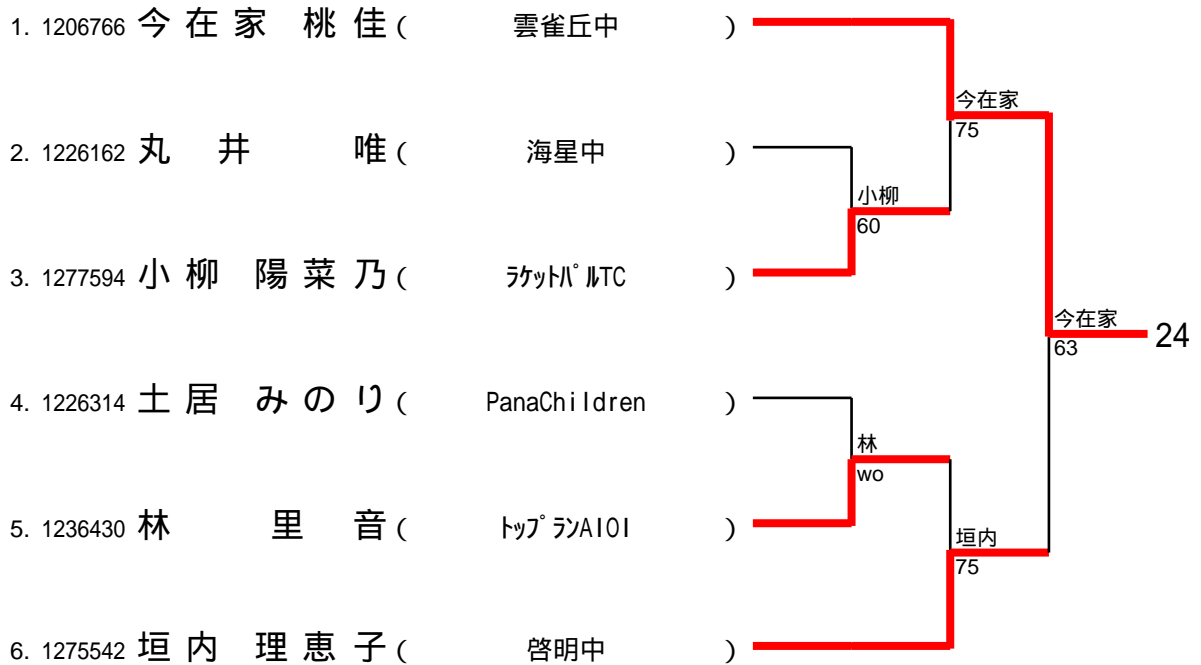 1. 1206766 今在家 桃佳 ( 雲雀丘中 )
今在家
75
2. 1226162 丸井 唯 ( 海星中 )
小柳
60
3. 1277594 小柳 陽菜乃 ( ﾗｹｯﾄﾊﾟﾙTC )
今在家
63
24
4. 1226314 土居 みのり ( PanaChildren )
林
wo
5. 1236430 林 里音 ( ﾄｯﾌﾟﾗﾝAIOI )
垣内
75
6. 1275542 垣内 理恵子 ( 啓明中 )